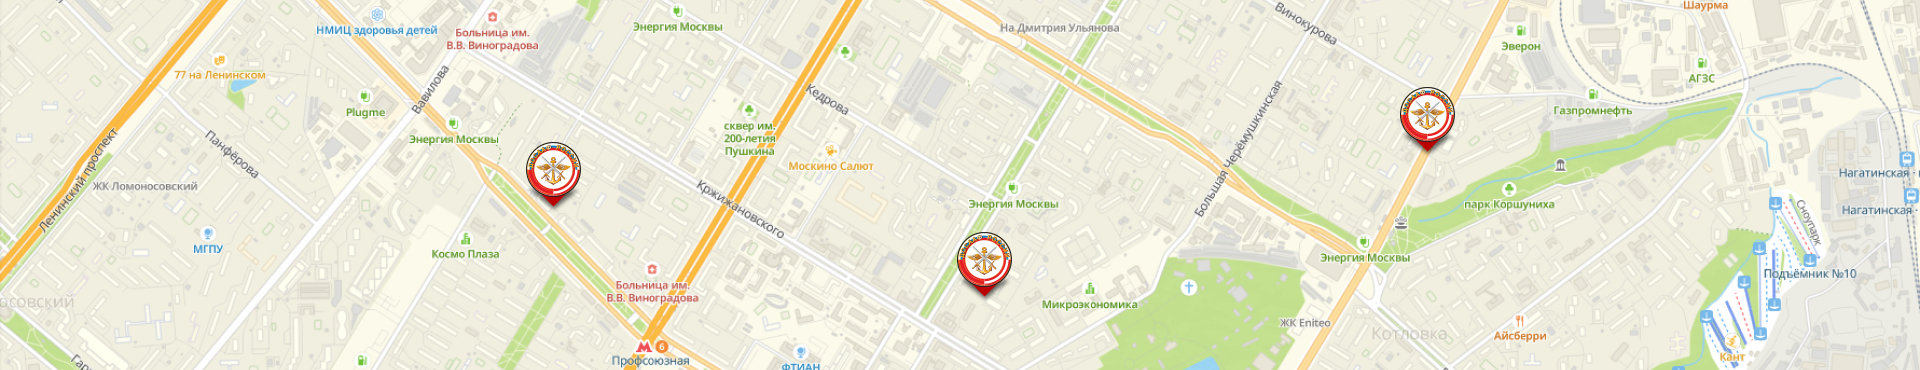 Шаурма
НМИЦ здоровья детей
Больница им.
В.В. Виноградова
Энергия Москвы
На Дмитрия Ульянова
Винокурова
Эверон
77 на Ленинском
АГЗС
Plugme
Вавилова
Кедрова
Газпромнефть
Энергия Москвы
сквер им.
200-летия
Пушкина
Москино Салют
Панфёрова
Ленинский проспект
ЖК Ломоносовский
Кржижановского
Большая Черёмушкинская
Нагатинская
Энергия Москвы
парк Коршуниха
Нагатинская
Сноупарк
МГПУ
Космо Плаза
Энергия Москвы
Подъёмник №10
Больница им.
В.В. Виноградова
Микроэкономика
ЖК Eniteo
Котловка
Айсберри
6
Профсоюзная
Кант
ФТИАН